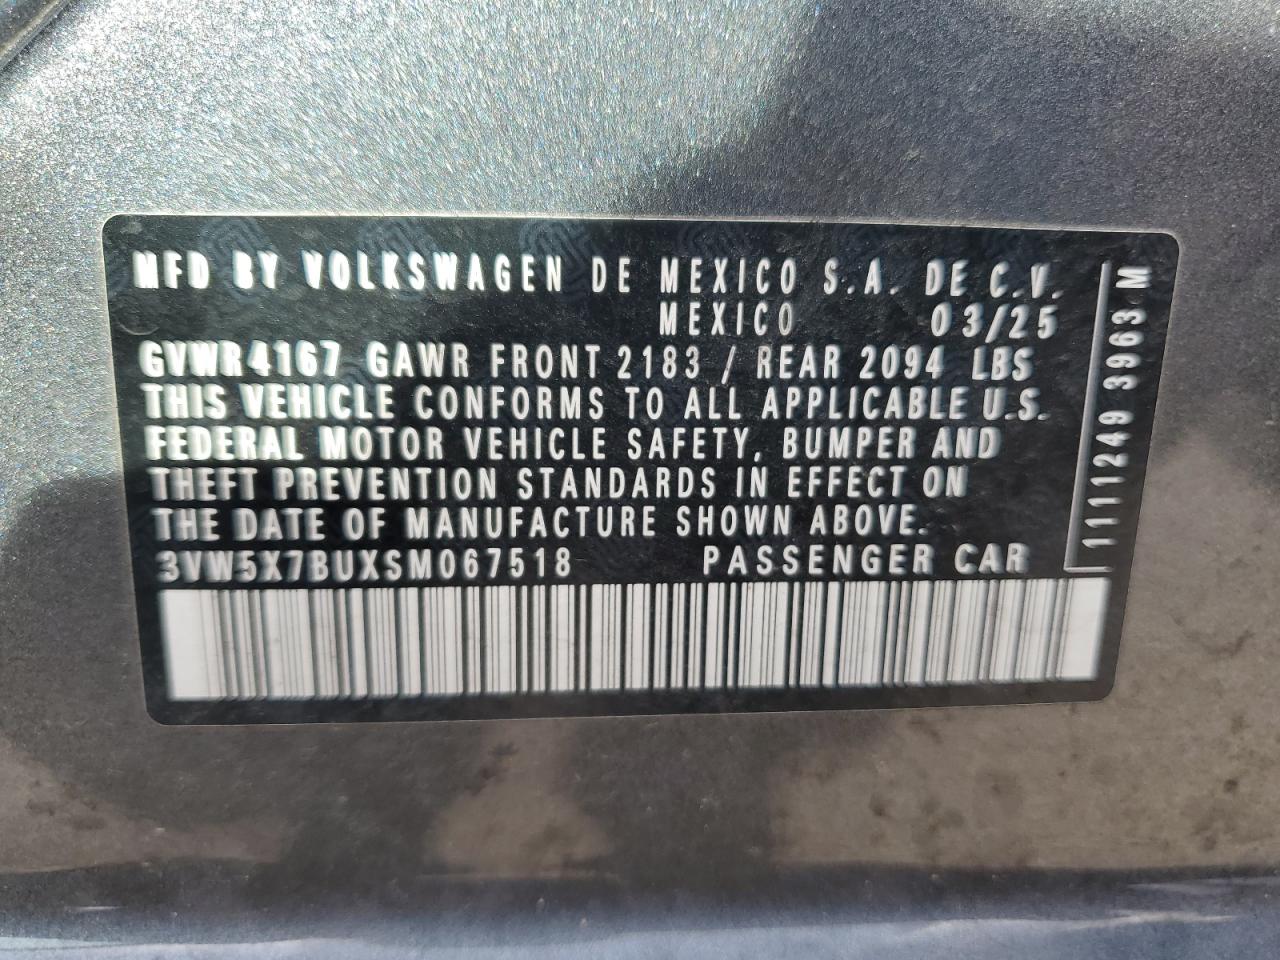 MFD BY VOLKSWAGEN DE MEXICO S.A. DE C.V.
MEXICO 03/25
GVWR4167 GAWR FRONT 2183 / REAR 2094 LBS
THIS VEHICLE CONFORMS TO ALL APPLICABLE U.S.
FEDERAL MOTOR VEHICLE SAFETY, BUMPER AND
THEFT PREVENTION STANDARDS IN EFFECT ON
THE DATE OF MANUFACTURE SHOWN ABOVE.
3VW5X7BUXSM067518 PASSENGER CAR
1111249 3963 M